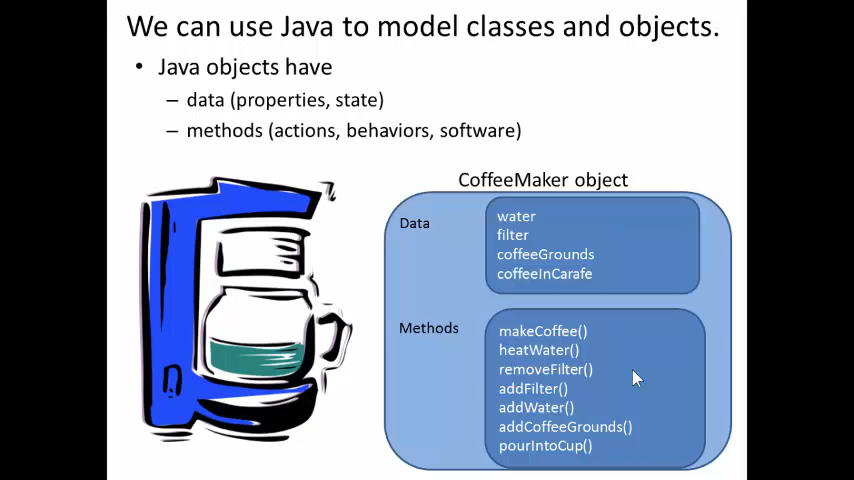 We can use Java to model classes and objects.
• Java objects have
– data (properties, state)
– methods (actions, behaviors, software)
CoffeeMaker object
Data
water
filter
coffeeGrounds
coffeeInCarafe
Methods
makeCoffee()
heatWater()
removeFilter()
addFilter()
addWater()
addCoffeeGrounds()
pourIntoCup()